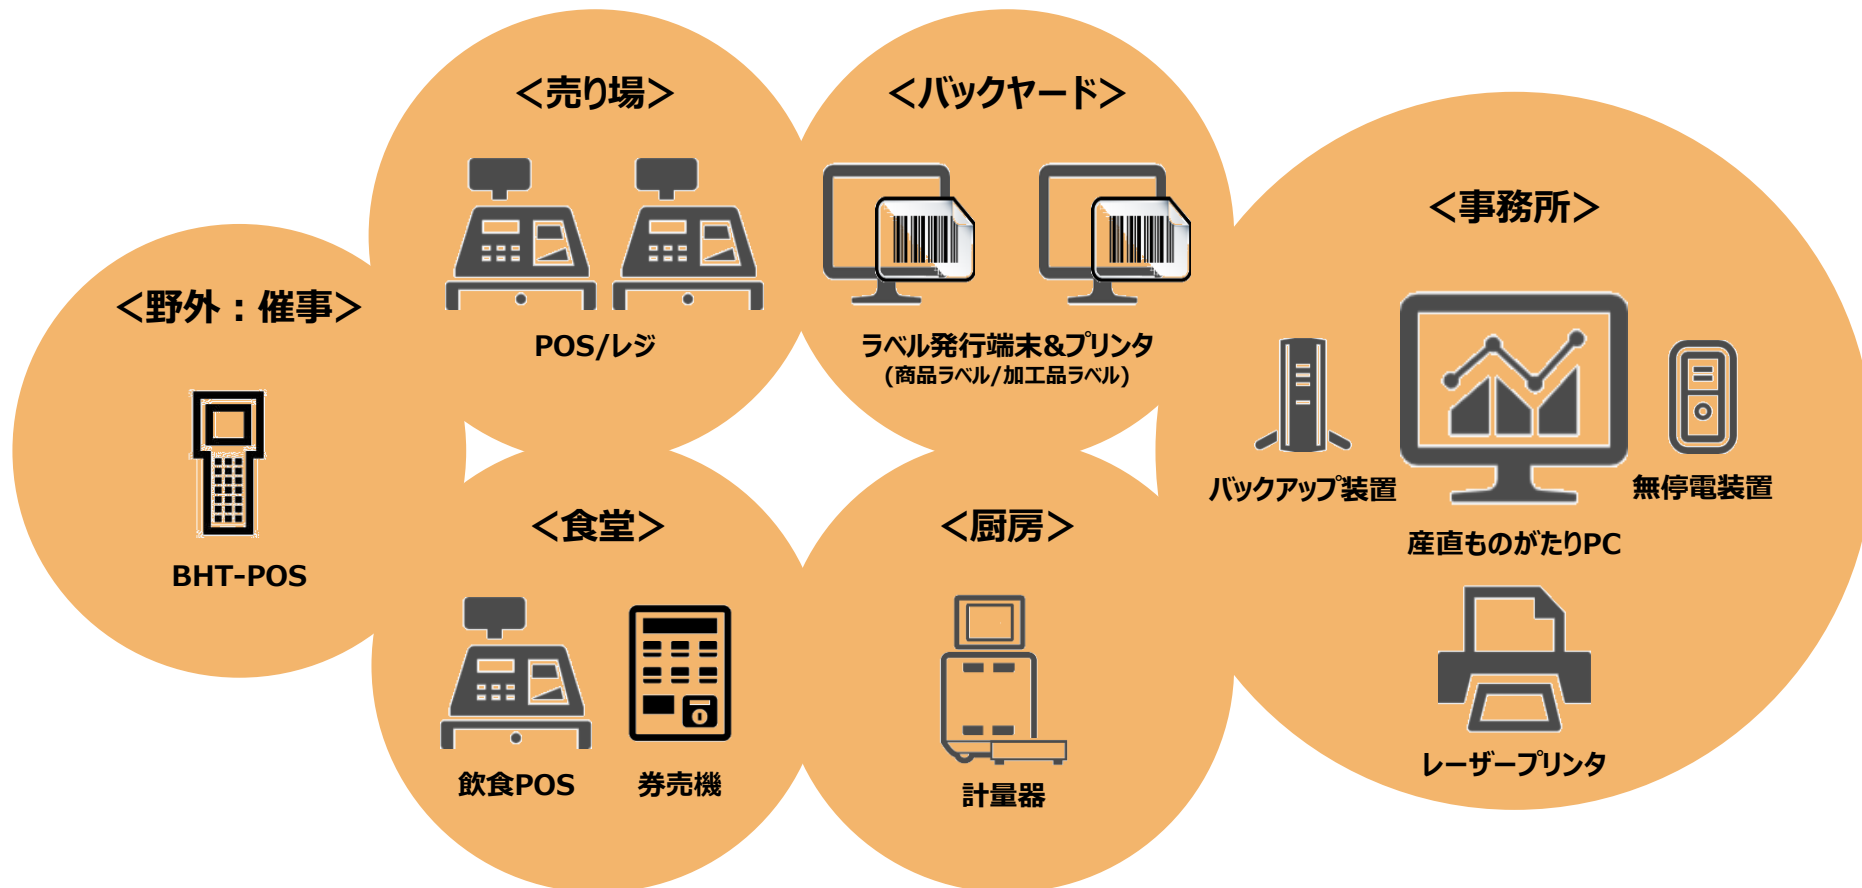 <売り場>
POS/レジ
<バックヤード>
ラベル発行端末&プリンタ
(商品ラベル/加工品ラベル)
<事務所>
バックアップ装置
無停電装置
産直ものがたりPC
レーザープリンタ
<野外：催事>
BHT-POS
<食堂>
飲食POS
券売機
<厨房>
計量器